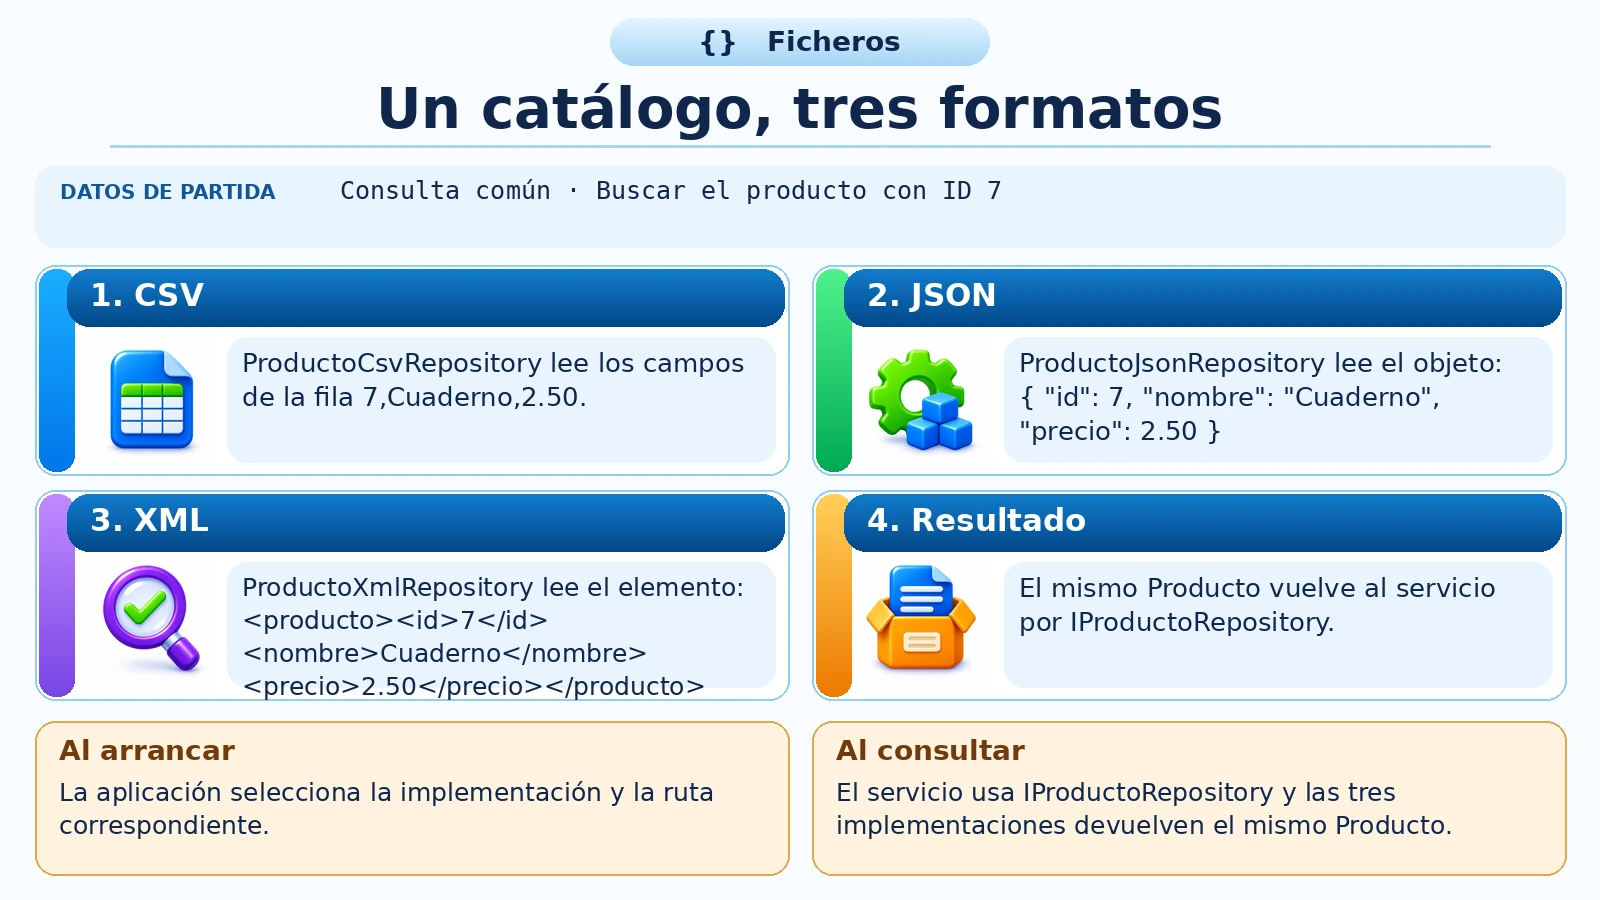 {} Ficheros
Un catálogo, tres formatos
DATOS DE PARTIDA Consulta común · Buscar el producto con ID 7
1. CSV
ProductoCsvRepository lee los campos
de la fila 7,Cuaderno,2.50.
2. JSON
ProductoJsonRepository lee el objeto:
{ "id": 7, "nombre": "Cuaderno",
"precio": 2.50 }
3. XML
ProductoXmlRepository lee el elemento:
<producto><id>7</id>
<nombre>Cuaderno</nombre>
<precio>2.50</precio></producto>
4. Resultado
El mismo Producto vuelve al servicio
por IProductoRepository.
Al arrancar
La aplicación selecciona la implementación y la ruta
correspondiente.
Al consultar
El servicio usa IProductoRepository y las tres
implementaciones devuelven el mismo Producto.